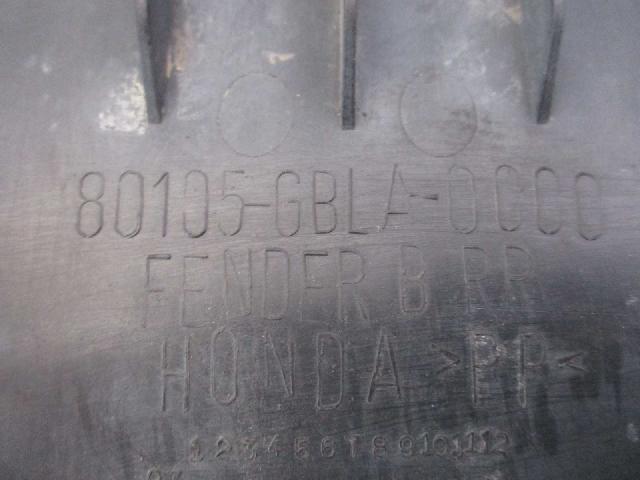 80105-GBLA-0000
FENDER B, RR
HONDA >PP<
1 2 3 4 5 6 7 8 9 10 11 12